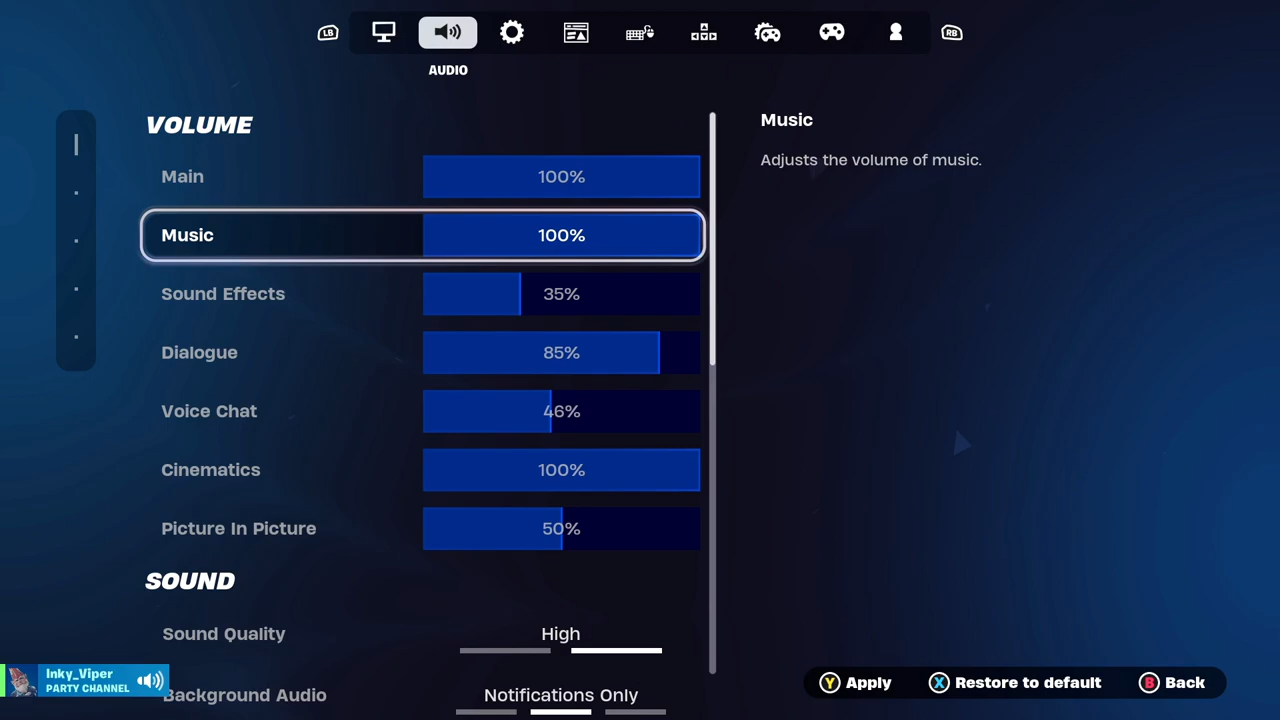 LB
RB
AUDIO
VOLUME
Main 100%
Music 100%
Sound Effects 35%
Dialogue 85%
Voice Chat 46%
Cinematics 100%
Picture In Picture 50%
SOUND
Sound Quality High
Background Audio Notifications Only
Music
Adjusts the volume of music.
Inky_Viper
PARTY CHANNEL
Y Apply X Restore to default B Back